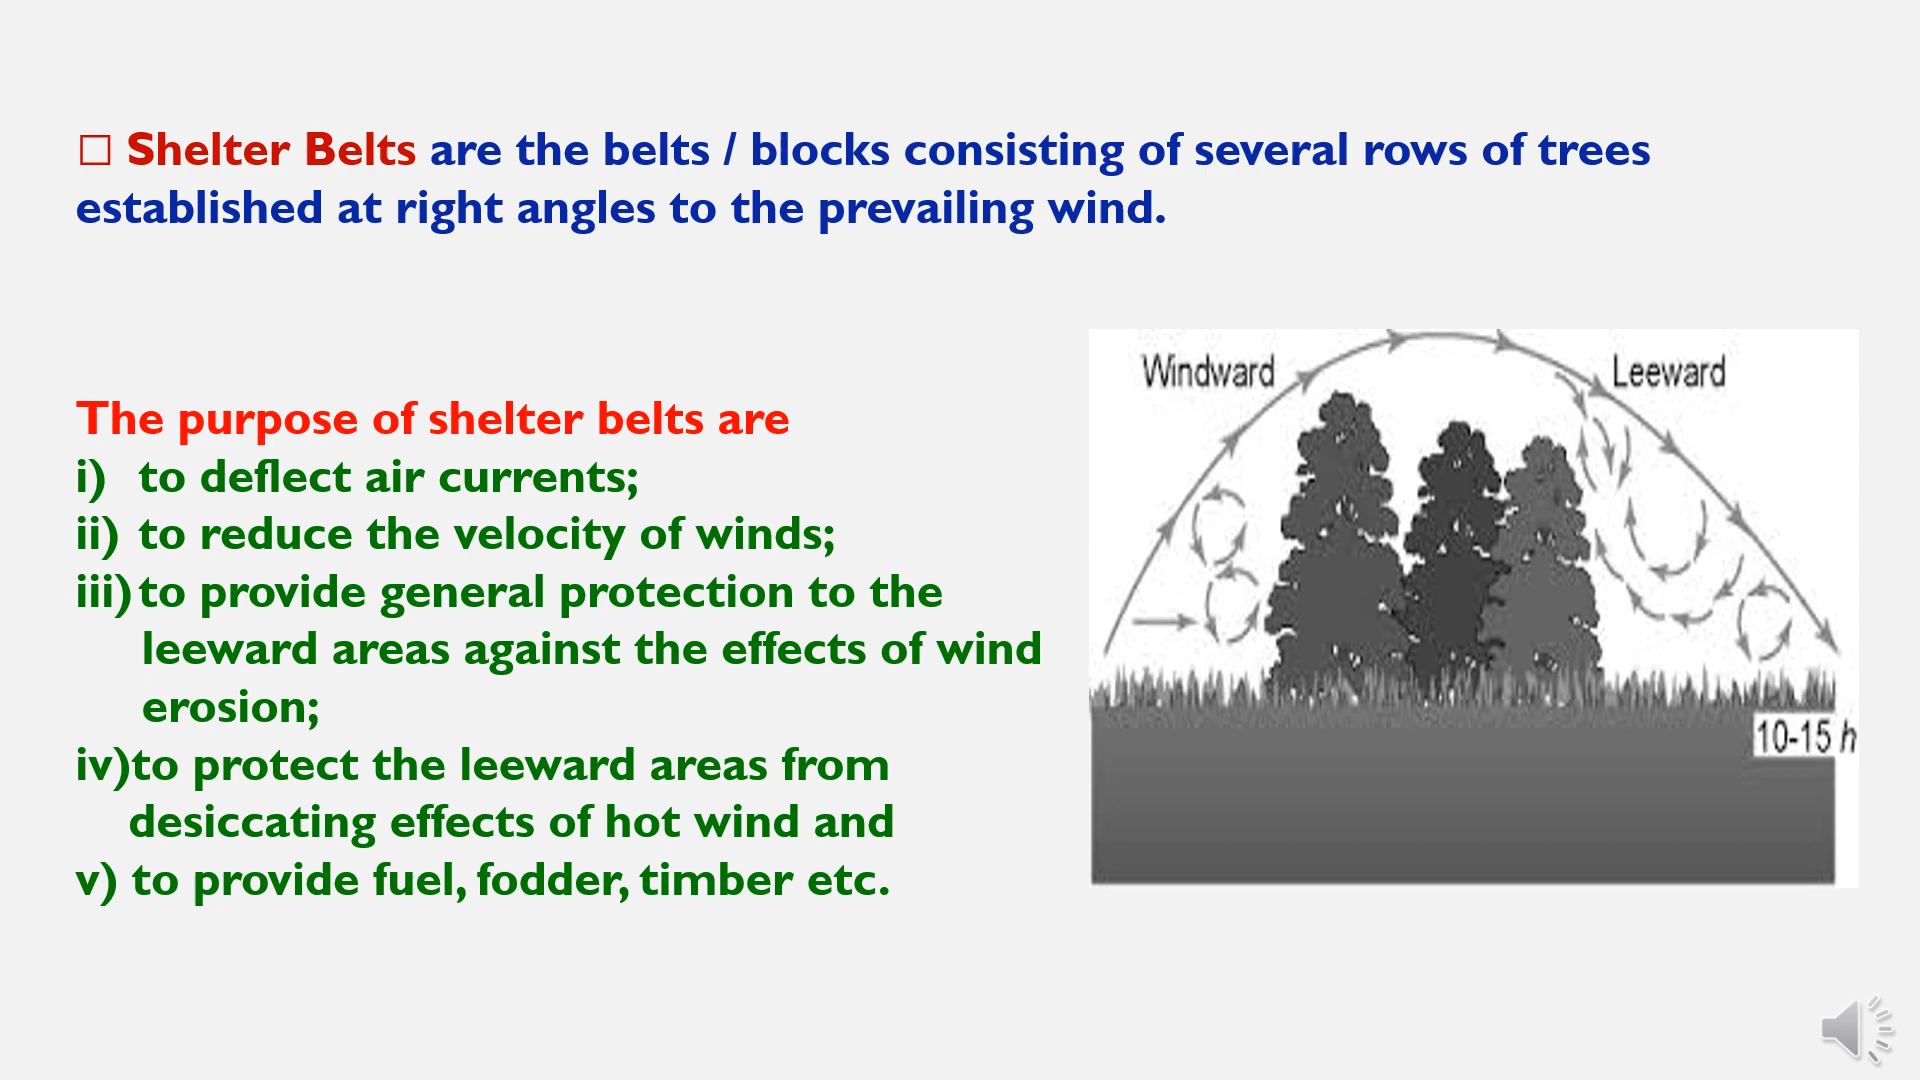 □ Shelter Belts are the belts / blocks consisting of several rows of trees
established at right angles to the prevailing wind.
The purpose of shelter belts are
i) to deflect air currents;
ii) to reduce the velocity of winds;
iii) to provide general protection to the
leeward areas against the effects of wind
erosion;
iv)to protect the leeward areas from
desiccating effects of hot wind and
v) to provide fuel, fodder, timber etc.
Windward
Leeward
10-15 h